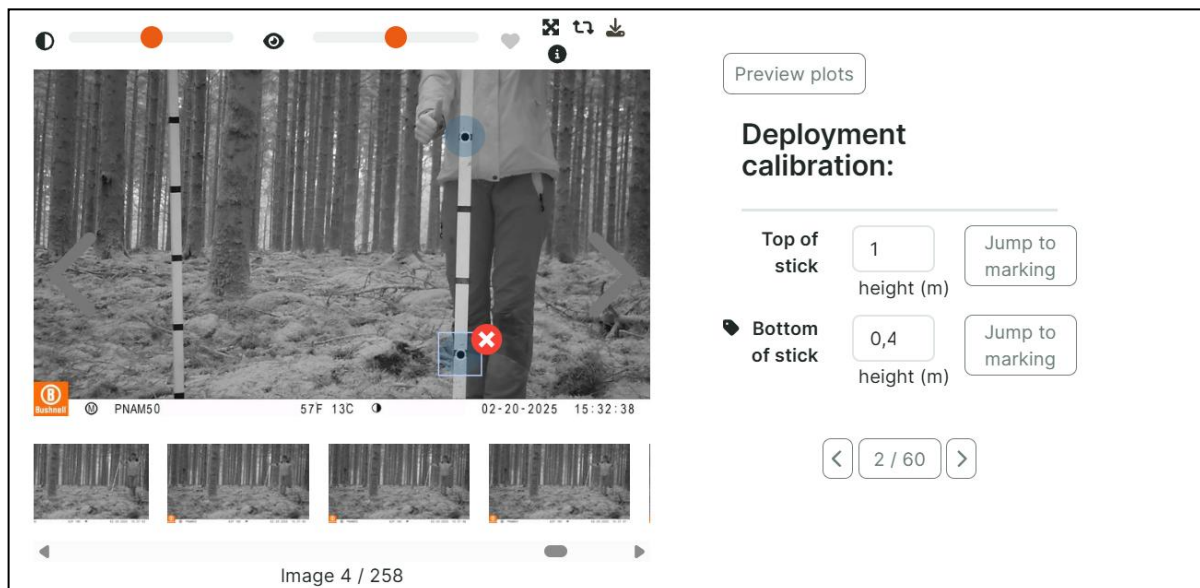 Preview plots
Deployment
calibration:
Top of
stick
1
height (m)
Jump to
marking
Bottom
of stick
0,4
height (m)
Jump to
marking
2 / 60
B
Bushnell
M PNAM50 57F 13C 02-20-2025 15:32:38
Image 4 / 258